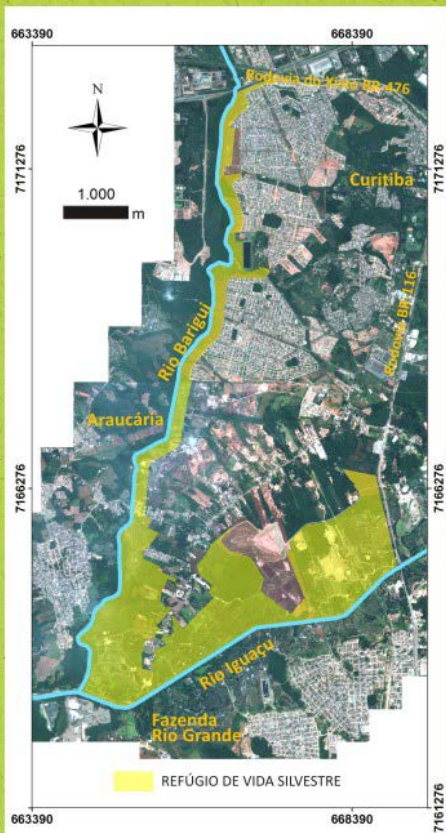 663390
668390
Rodovia do Xisto BR-476
N
7171276
7171276
Curitiba
1.000
m
Rodovia BR-116
Rio Barigui
Araucária
7166276
7166276
Rio Iguaçu
Fazenda
Rio Grande
REFÚGIO DE VIDA SILVESTRE
7161276
663390
668390